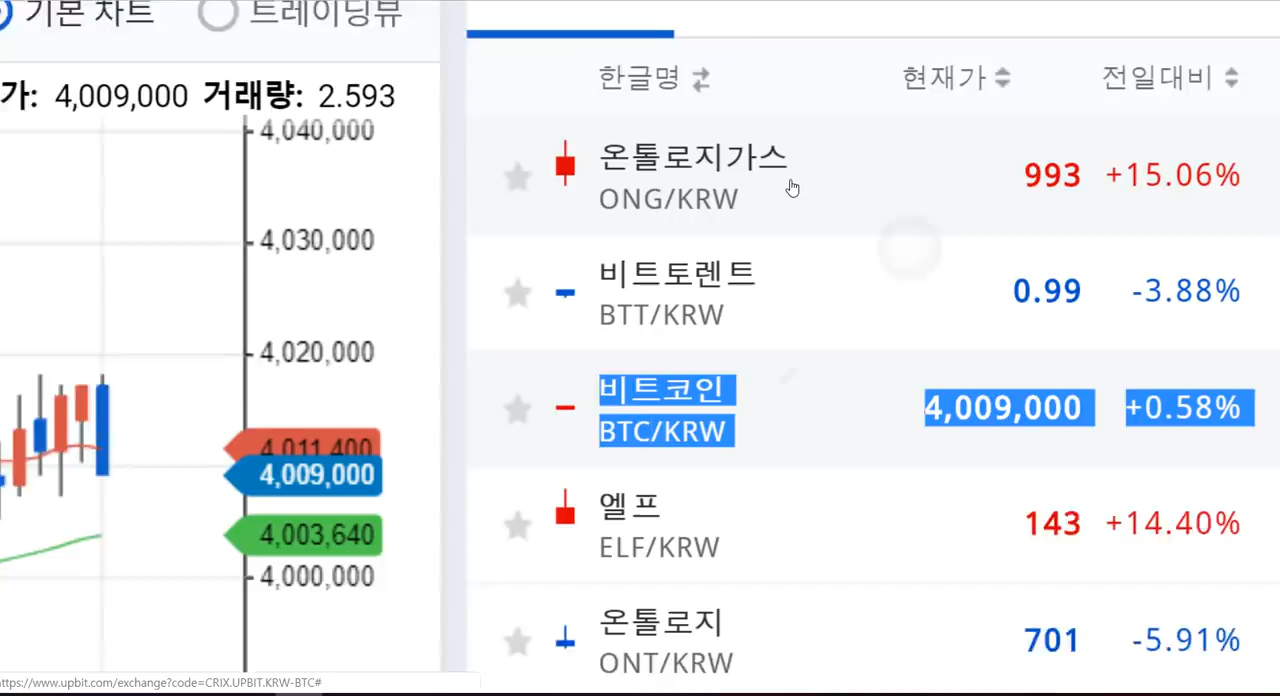 기본 차트 트레이딩뷰
가: 4,009,000 거래량: 2.593
4,040,000
4,030,000
4,020,000
4,011,400
4,009,000
4,003,640
4,000,000
한글명 현재가 전일대비
온톨로지가스 993 +15.06%
ONG/KRW
비트토렌트 0.99 -3.88%
BTT/KRW
비트코인 4,009,000 +0.58%
BTC/KRW
엘프 143 +14.40%
ELF/KRW
온톨로지 701 -5.91%
ONT/KRW
ttps://www.upbit.com/exchange?code=CRIX.UPBIT.KRW-BTC#